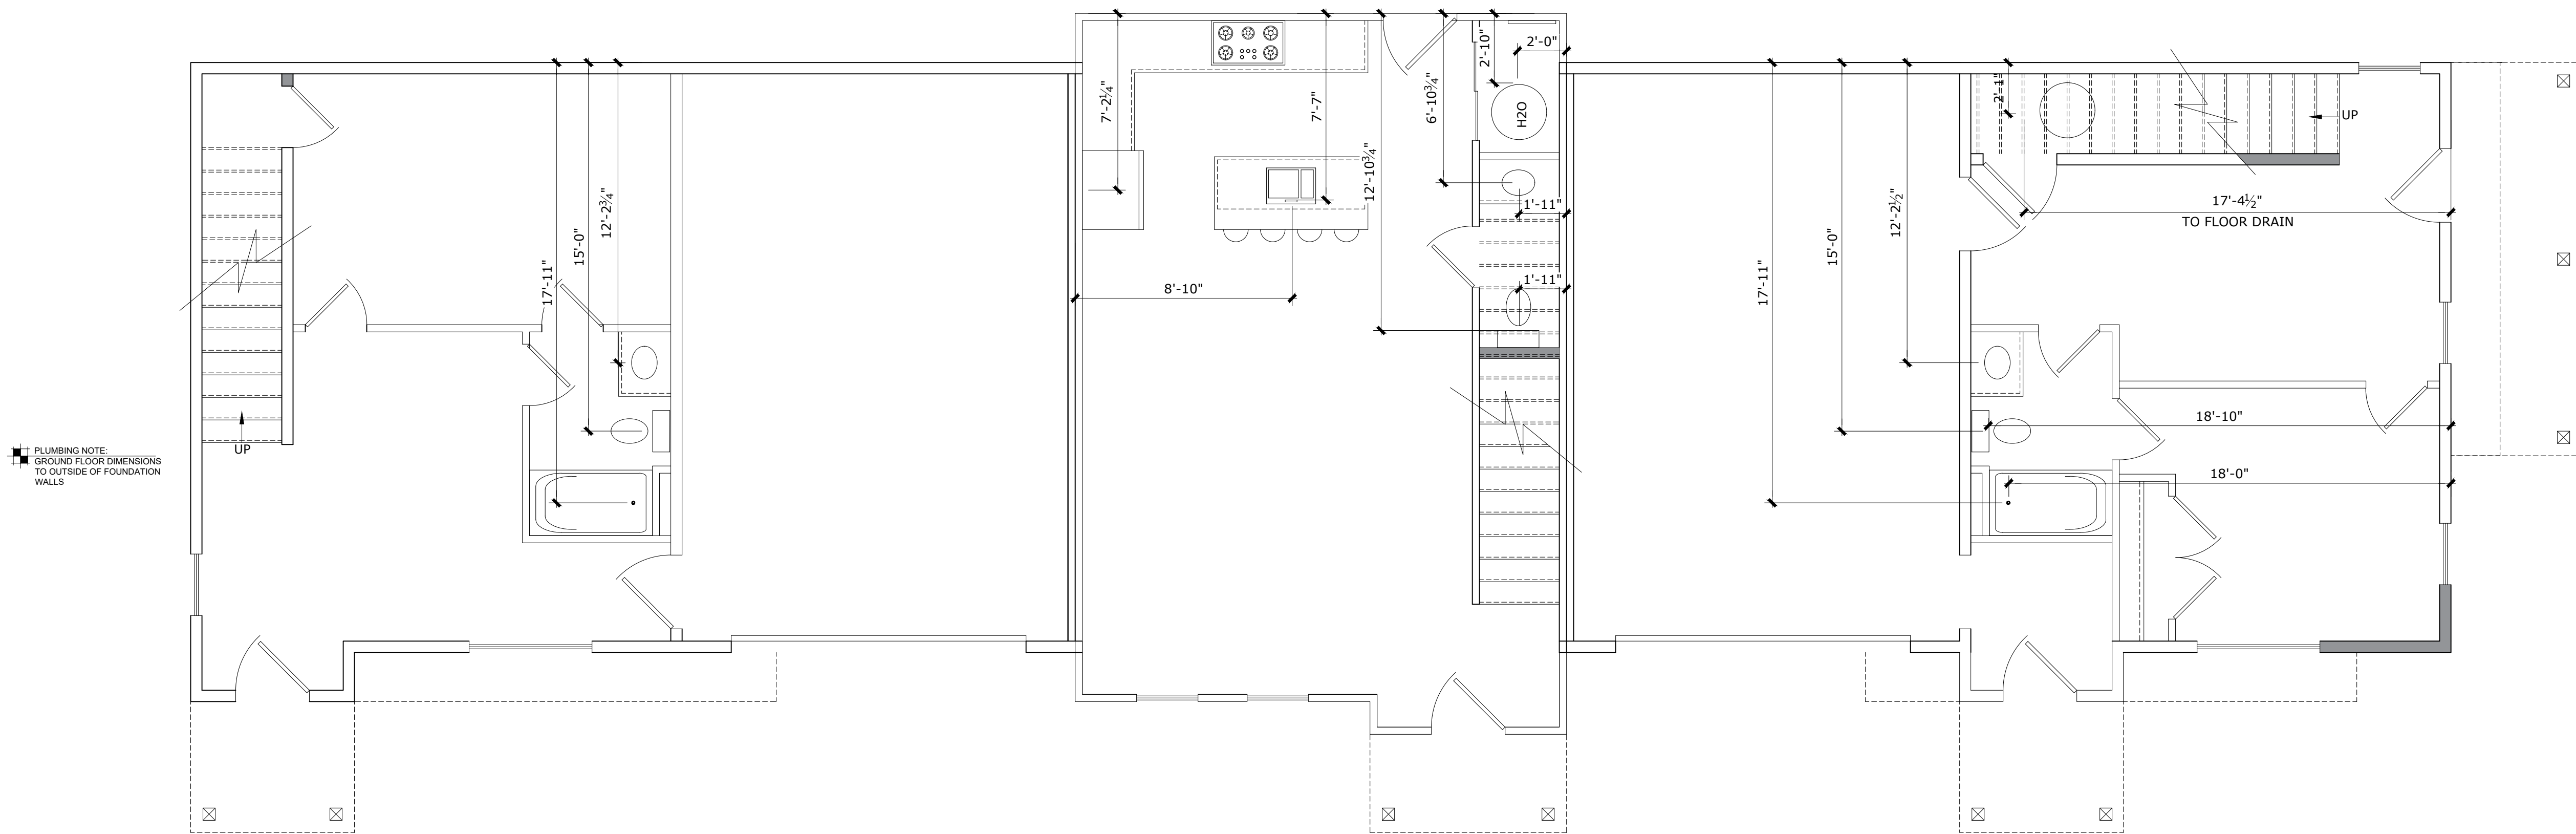 PLUMBING NOTE:
GROUND FLOOR DIMENSIONS
TO OUTSIDE OF FOUNDATION
WALLS
UP
17'-11"
15'-0"
12'-2¾"
7'-2¼"
7'-7"
8'-10"
12'-10¾"
6'-10¾"
2'-10"
2'-0"
H2O
1'-11"
1'-11"
17'-11"
15'-0"
12'-2½"
2'-1"
UP
17'-4½"
TO FLOOR DRAIN
18'-10"
18'-0"